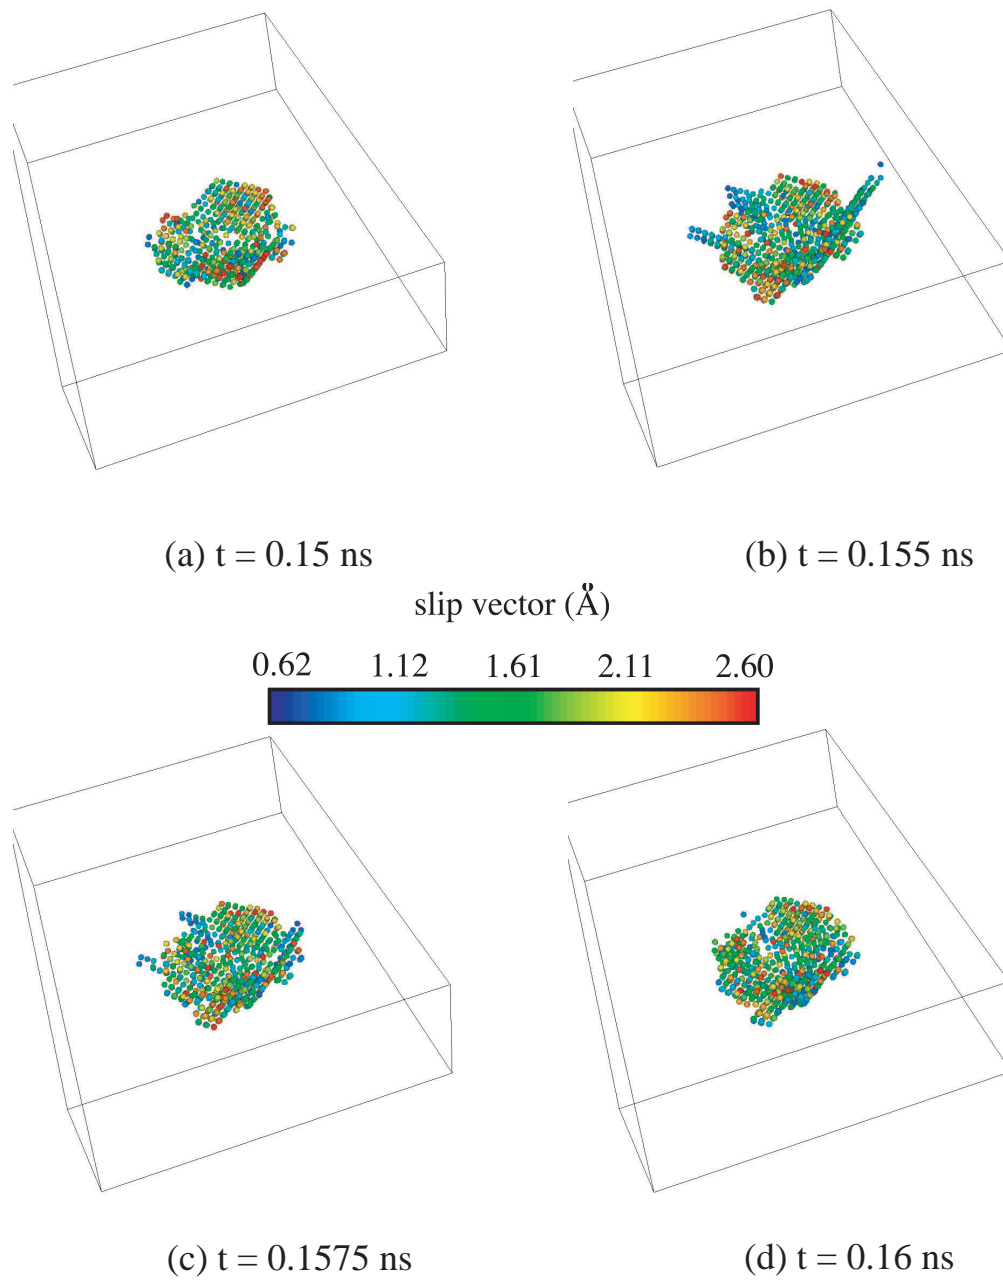 (a) t = 0.15 ns
(b) t = 0.155 ns
slip vector (Å)
0.62 1.12 1.61 2.11 2.60
(c) t = 0.1575 ns
(d) t = 0.16 ns